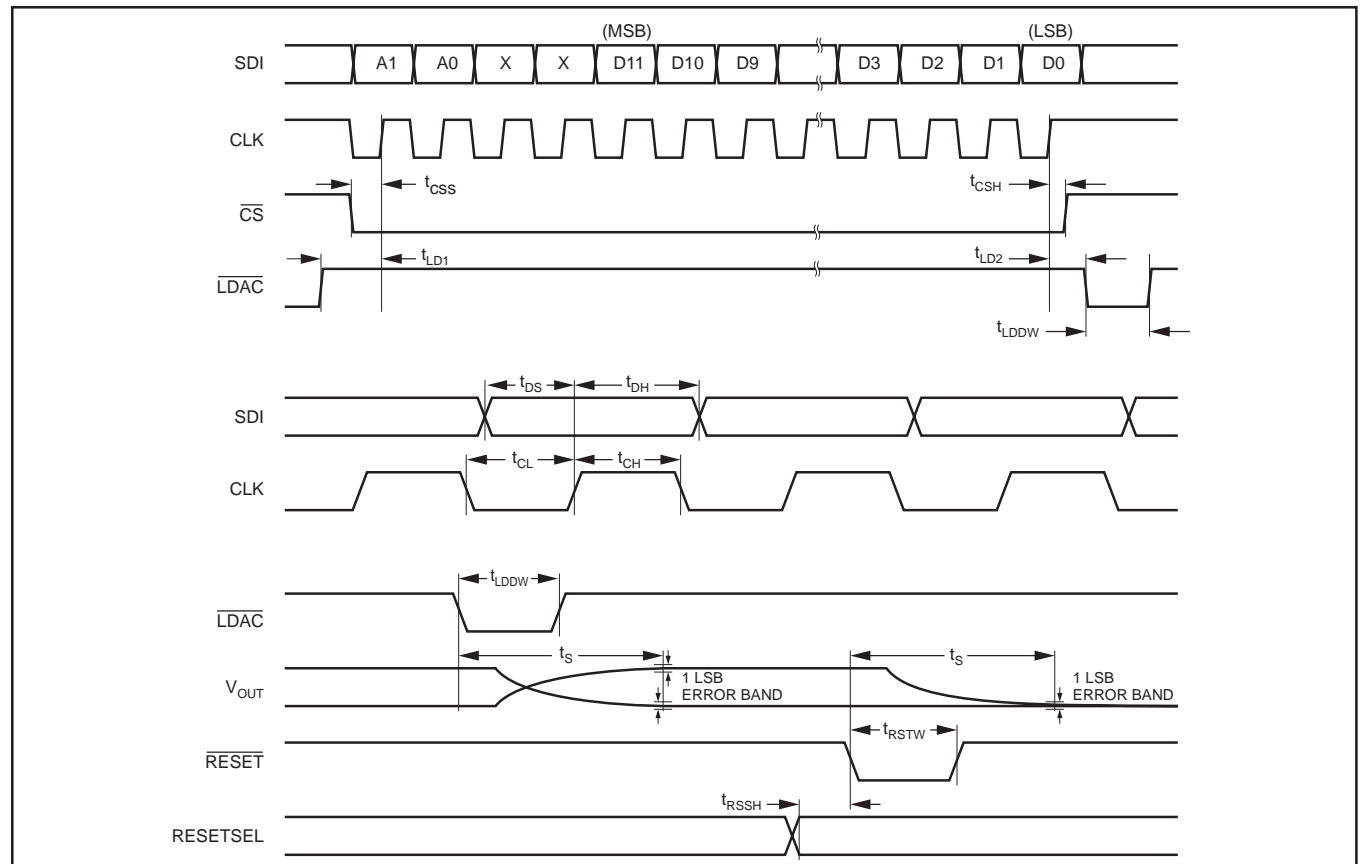 (MSB) (LSB)
SDI A1 A0 X X D11 D10 D9 D3 D2 D1 D0
CLK
tCSS tCSH
CS
tLD1 tLD2
LDAC
tLDDW
tDS tDH
SDI
tCL tCH
CLK
tLDDW
LDAC
tS tS
VOUT
1 LSB
ERROR BAND
1 LSB
ERROR BAND
tRSTW
RESET
tRSSH
RESETSEL